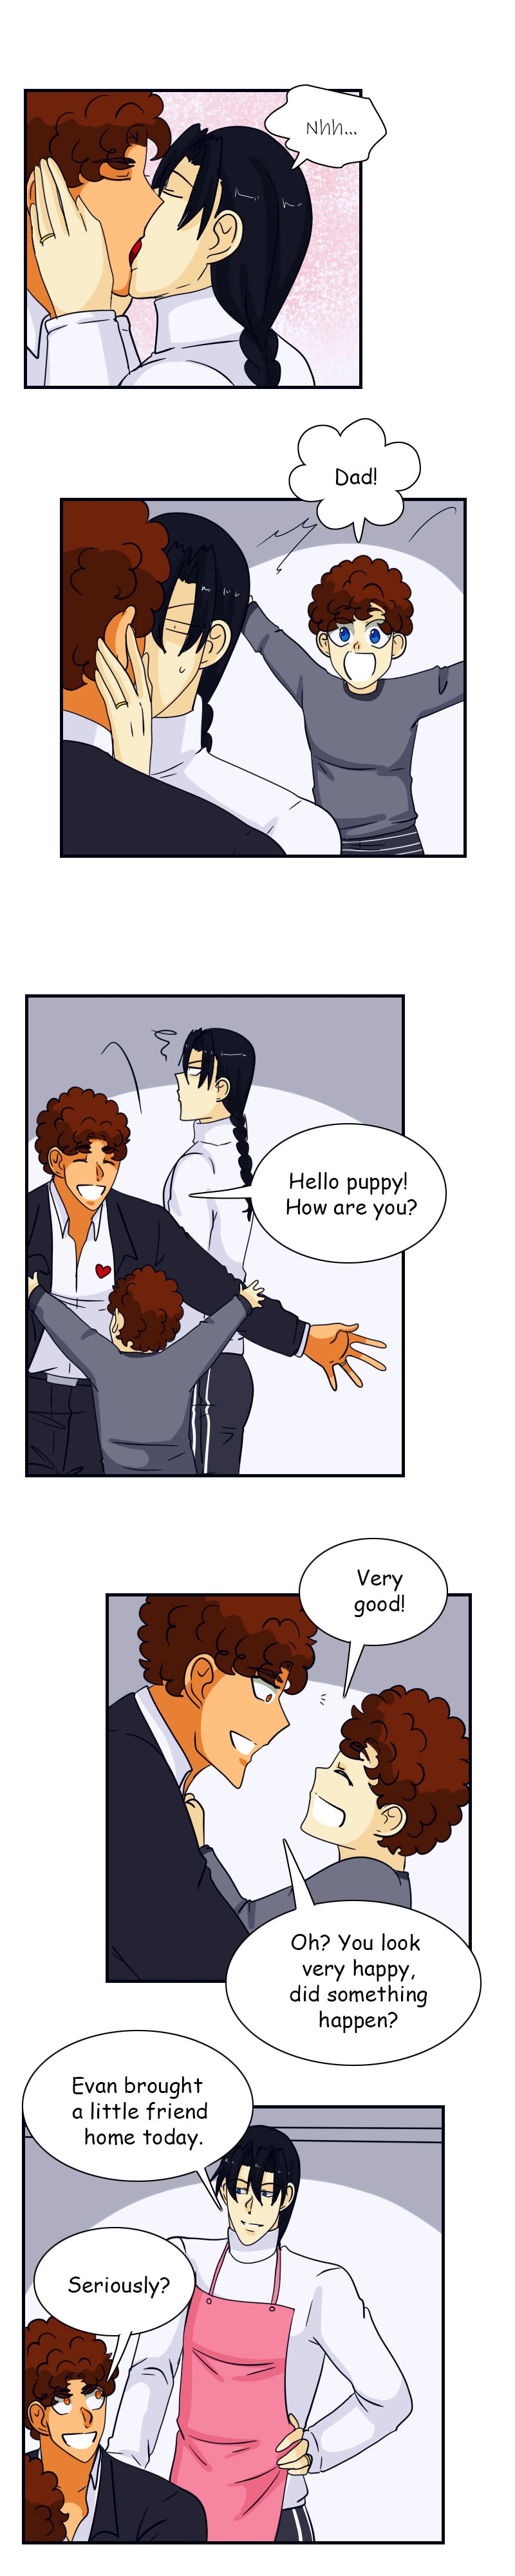 Nhh...
Dad!
Hello puppy!
How are you?
Very
good!
Oh? You look
very happy,
did something
happen?
Evan brought
a little friend
home today.
Seriously?